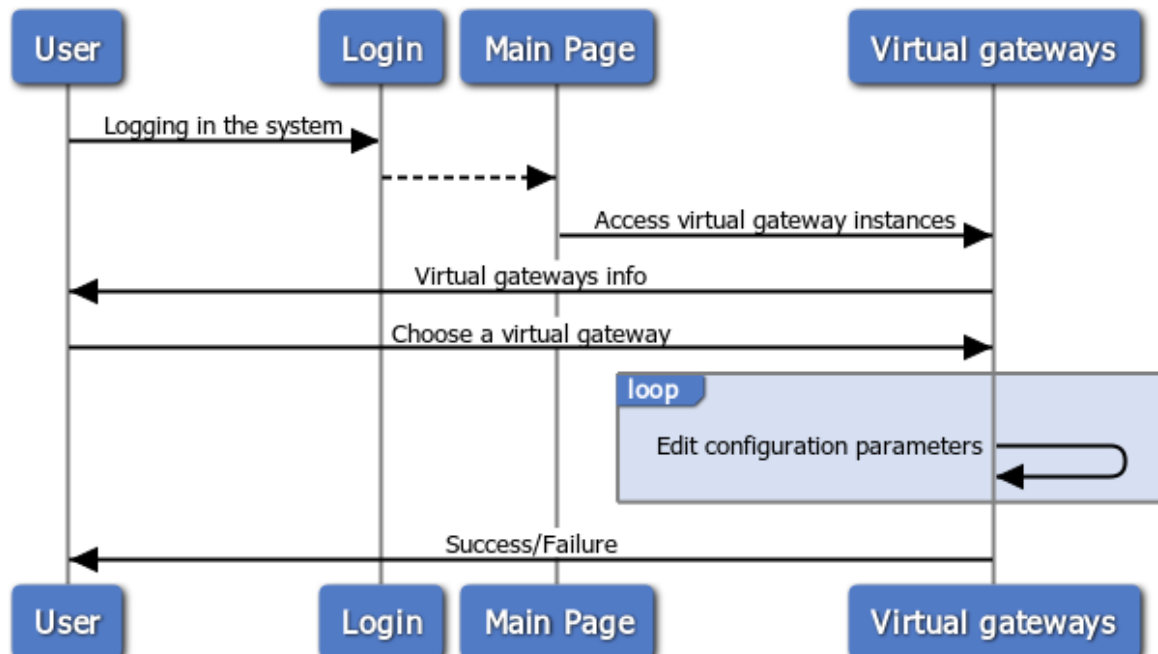 User
Login
Main Page
Virtual gateways
Logging in the system
Access virtual gateway instances
Virtual gateways info
Choose a virtual gateway
loop
Edit configuration parameters
Success/Failure
User
Login
Main Page
Virtual gateways